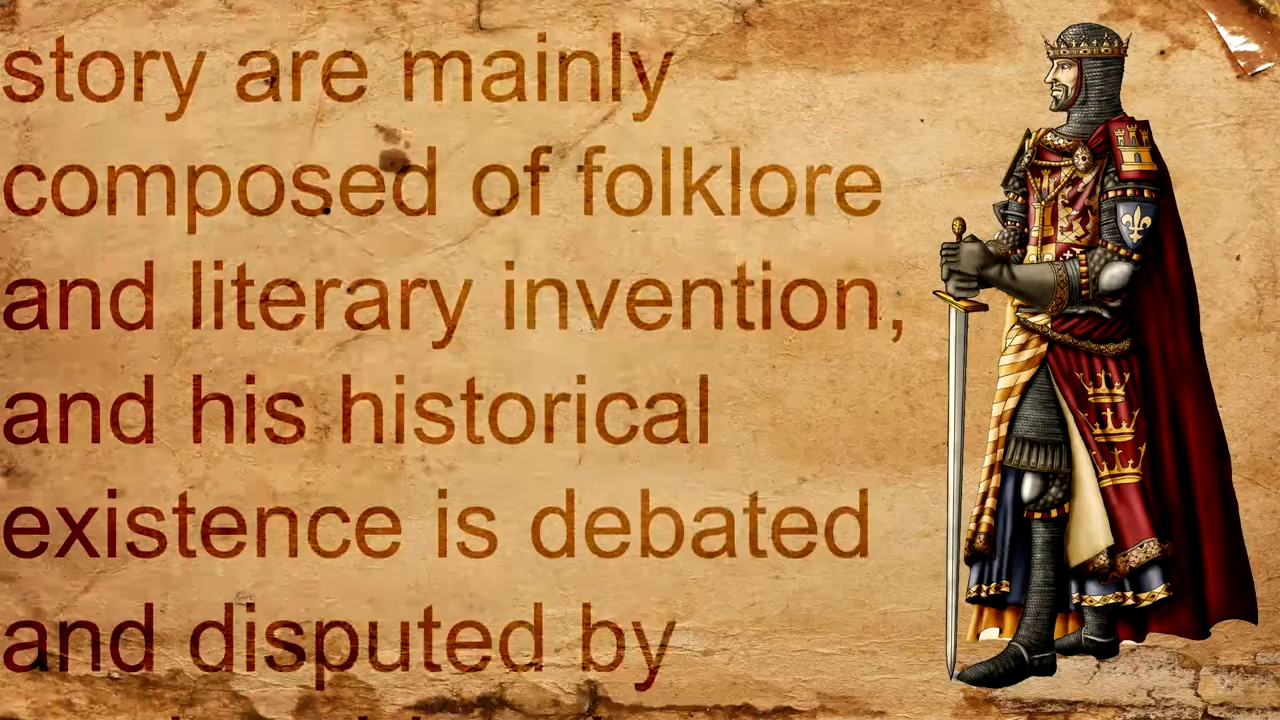 story are mainly
composed of folklore
and literary invention,
and his historical
existence is debated
and disputed by